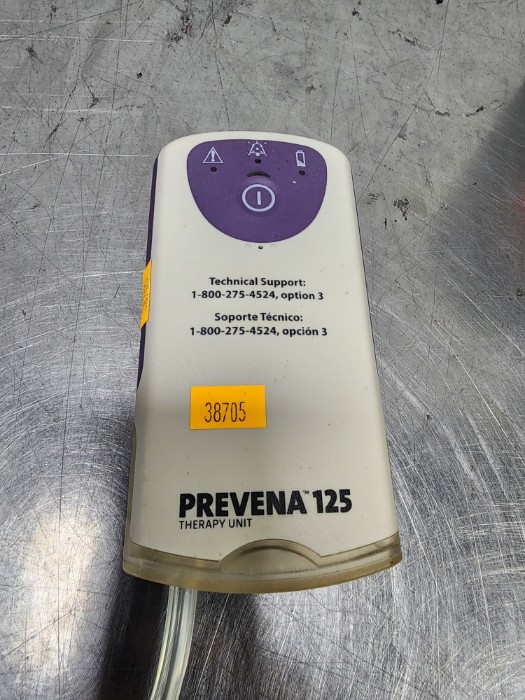 Technical Support:
1-800-275-4524, option 3
Soporte Técnico:
1-800-275-4524, opción 3
38705
PREVENA™ 125
THERAPY UNIT